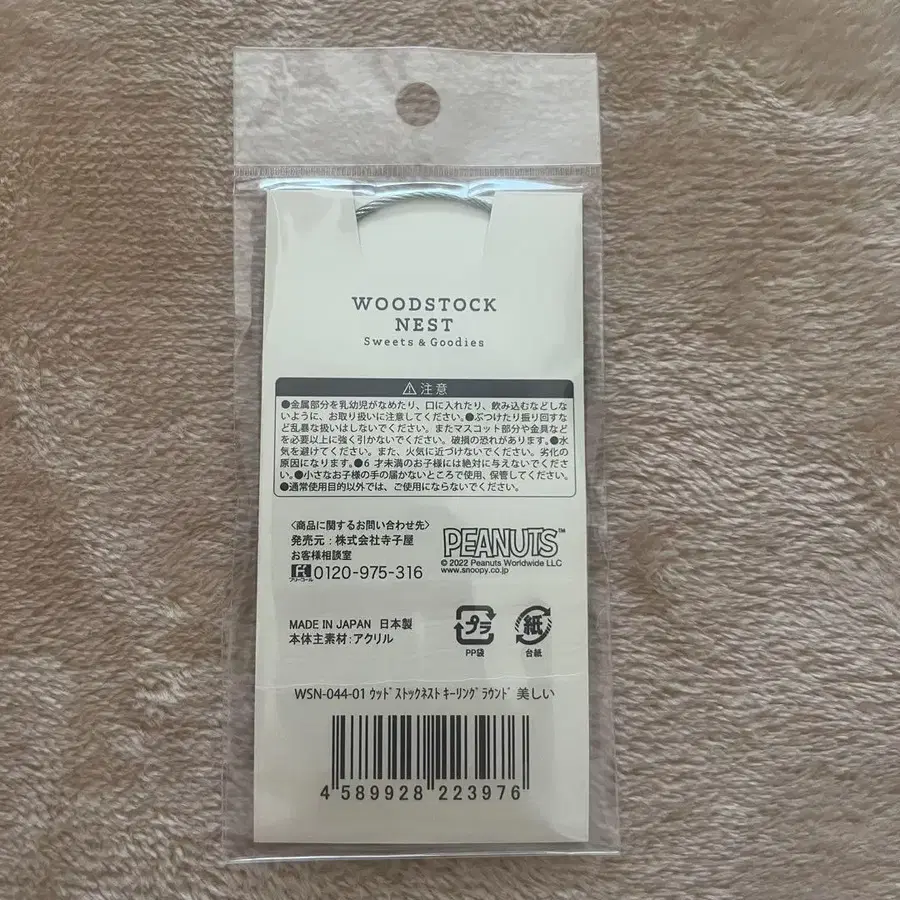 WOODSTOCK
NEST
Sweets & Goodies
⚠注意
●金属部分を乳幼児がなめたり、口に入れたり、飲み込むなどしな
いように、お取り扱いに注意してください。●ぶつけたり振り回すな
ど乱暴な扱いはしないでください。またマスコット部分や金具など
を必要以上に強く引かないでください。破損の恐れがあります。●水
気を避けてください。また、火気に近づけないでください。劣化の
原因になります。●6 才未満のお子様には絶対に与えないでくださ
い。●小さなお子様の手の届かないところで使用、保管してください。
●通常使用目的以外では、ご使用にならないでください。
〈商品に関するお問い合わせ先〉
発売元：株式会社寺子屋
お客様相談室
フリーコール 0120-975-316
PEANUTS™
© 2022 Peanuts Worldwide LLC
www.snoopy.co.jp
MADE IN JAPAN 日本製
本体主素材：アクリル
プラ
PP袋
紙
台紙
WSN-044-01 ｳｯﾄﾞｽﾄｯｸﾈｽﾄ ｷｰﾘﾝｸﾞﾗｳﾝﾄﾞ 美しい
4 589928 223976